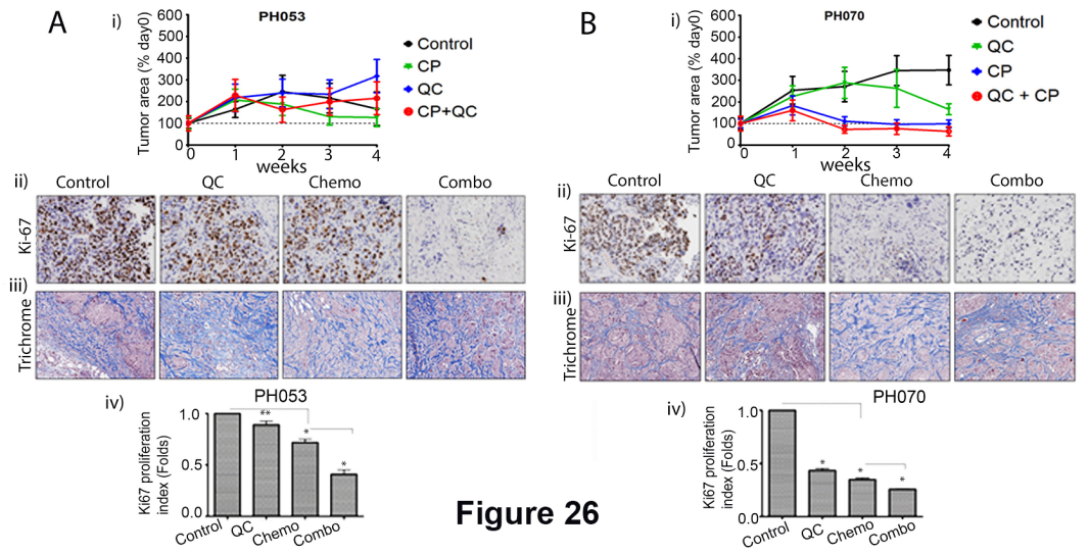 A
i)
PH053
Tumor area (% day0)
600
500
400
300
200
100
0
0 1 2 3 4
weeks
Control
CP
QC
CP+QC
ii)
Control QC Chemo Combo
Ki-67
iii)
Trichrome
iv)
PH053
Ki67 proliferation
index (Folds)
1.0
0.5
0.0
** * *
Control QC Chemo Combo
B
i)
PH070
Tumor area (% day0)
600
500
400
300
200
100
0
0 1 2 3 4
weeks
Control
QC
CP
QC + CP
ii)
Control QC Chemo Combo
Ki-67
iii)
Trichrome
iv)
PH070
Ki67 proliferation
index (Folds)
1.0
0.5
0.0
* * *
Control QC Chemo Combo
Figure 26